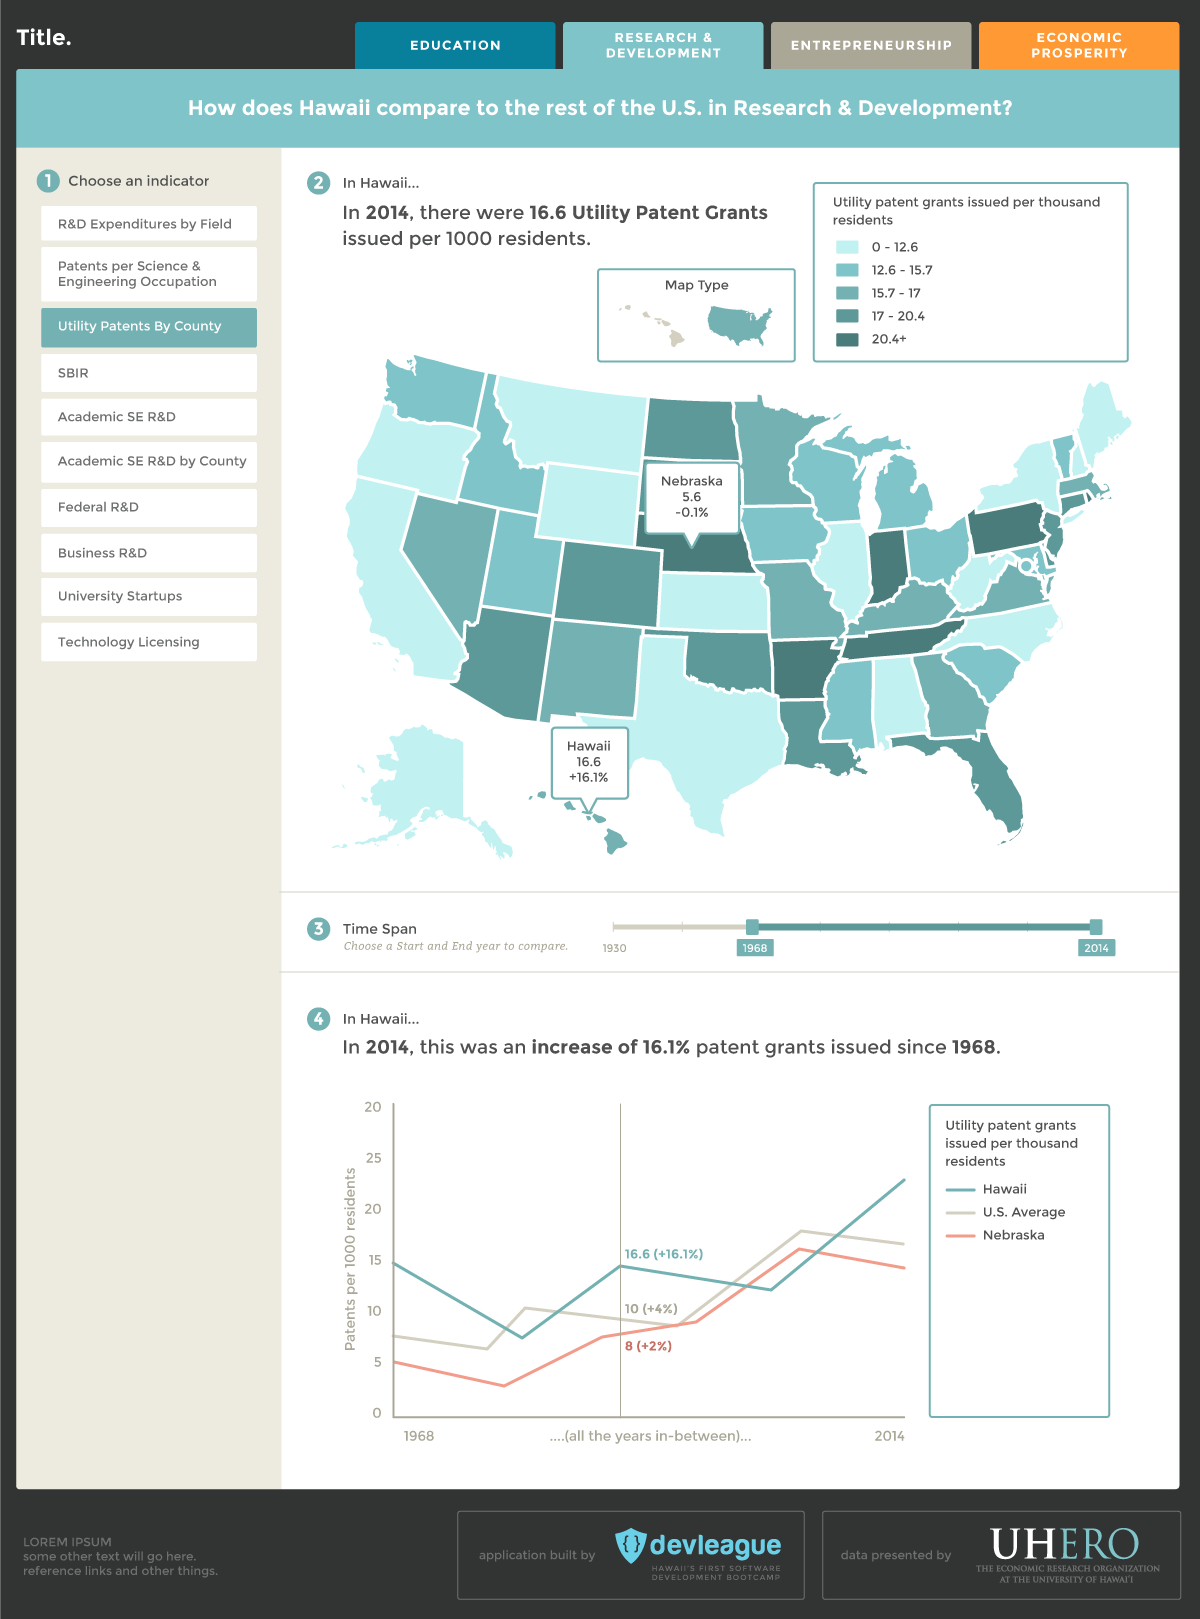 Title.
EDUCATION
RESEARCH &
DEVELOPMENT
ENTREPRENEURSHIP
ECONOMIC
PROSPERITY
How does Hawaii compare to the rest of the U.S. in Research & Development?
1 Choose an indicator
R&D Expenditures by Field
Patents per Science &
Engineering Occupation
Utility Patents By County
SBIR
Academic SE R&D
Academic SE R&D by County
Federal R&D
Business R&D
University Startups
Technology Licensing
2 In Hawaii...
In 2014, there were 16.6 Utility Patent Grants
issued per 1000 residents.
Map Type
Utility patent grants issued per thousand
residents
0 - 12.6
12.6 - 15.7
15.7 - 17
17 - 20.4
20.4+
Nebraska
5.6
-0.1%
Hawaii
16.6
+16.1%
3 Time Span
Choose a Start and End year to compare.
1930
1968
2014
4 In Hawaii...
In 2014, this was an increase of 16.1% patent grants issued since 1968.
Patents per 1000 residents
20
25
20
15
10
5
0
16.6 (+16.1%)
10 (+4%)
8 (+2%)
1968
....(all the years in-between)...
2014
Utility patent grants
issued per thousand
residents
Hawaii
U.S. Average
Nebraska
LOREM IPSUM
some other text will go here.
reference links and other things.
application built by
{} devleague
HAWAII'S FIRST SOFTWARE
DEVELOPMENT BOOTCAMP
data presented by
UHERO
THE ECONOMIC RESEARCH ORGANIZATION
AT THE UNIVERSITY OF HAWAI'I